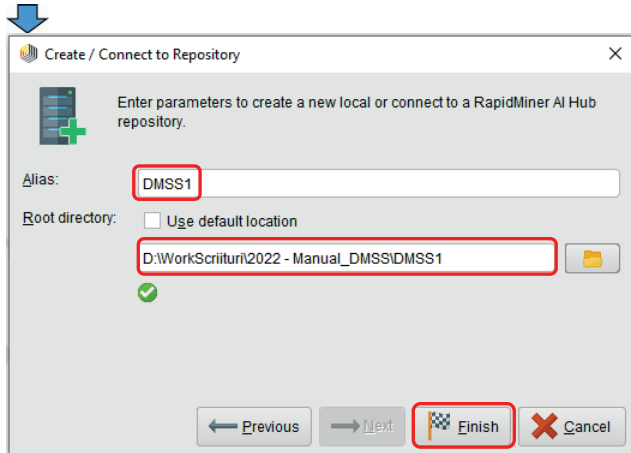 Create / Connect to Repository
Enter parameters to create a new local or connect to a RapidMiner AI Hub
repository.
Alias:
DMSS1
Root directory:
Use default location
D:\WorkScriituri\2022 - Manual_DMSS\DMSS1
Previous
Next
Finish
Cancel